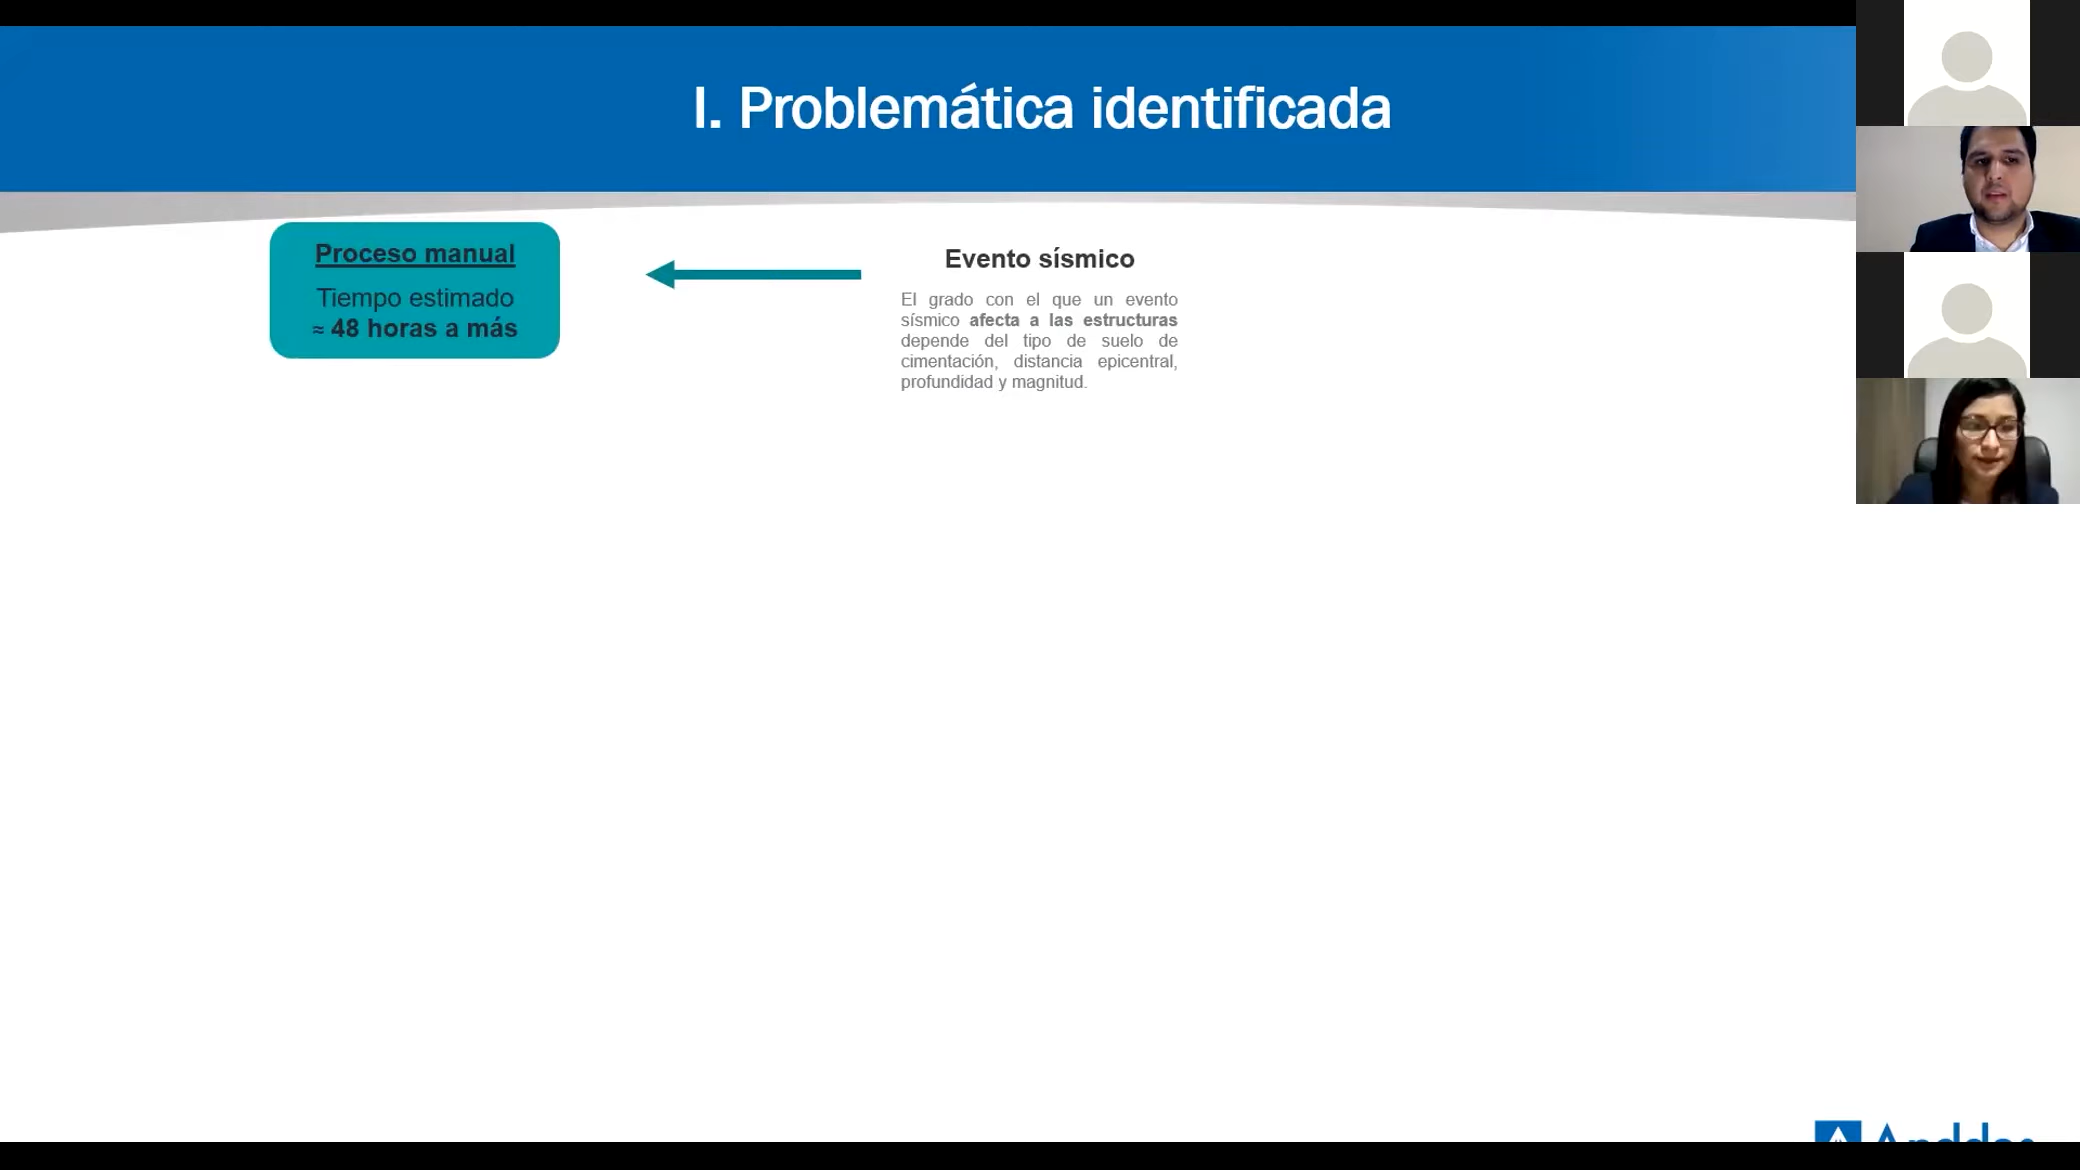 I. Problemática identificada
Proceso manual
Tiempo estimado
≈ 48 horas a más
Evento sísmico
El grado con el que un evento
sísmico afecta a las estructuras
depende del tipo de suelo de
cimentación, distancia epicentral,
profundidad y magnitud.